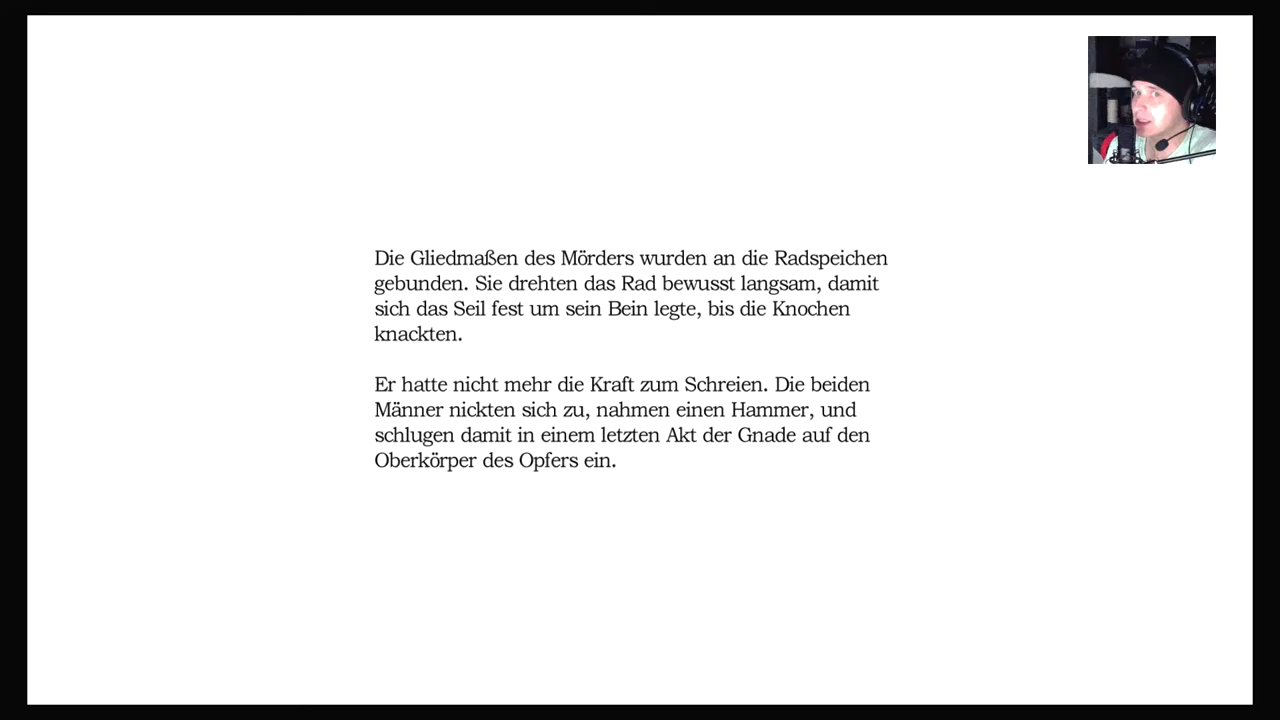 Die Gliedmaßen des Mörders wurden an die Radspeichen
gebunden. Sie drehten das Rad bewusst langsam, damit
sich das Seil fest um sein Bein legte, bis die Knochen
knackten.
Er hatte nicht mehr die Kraft zum Schreien. Die beiden
Männer nickten sich zu, nahmen einen Hammer, und
schlugen damit in einem letzten Akt der Gnade auf den
Oberkörper des Opfers ein.